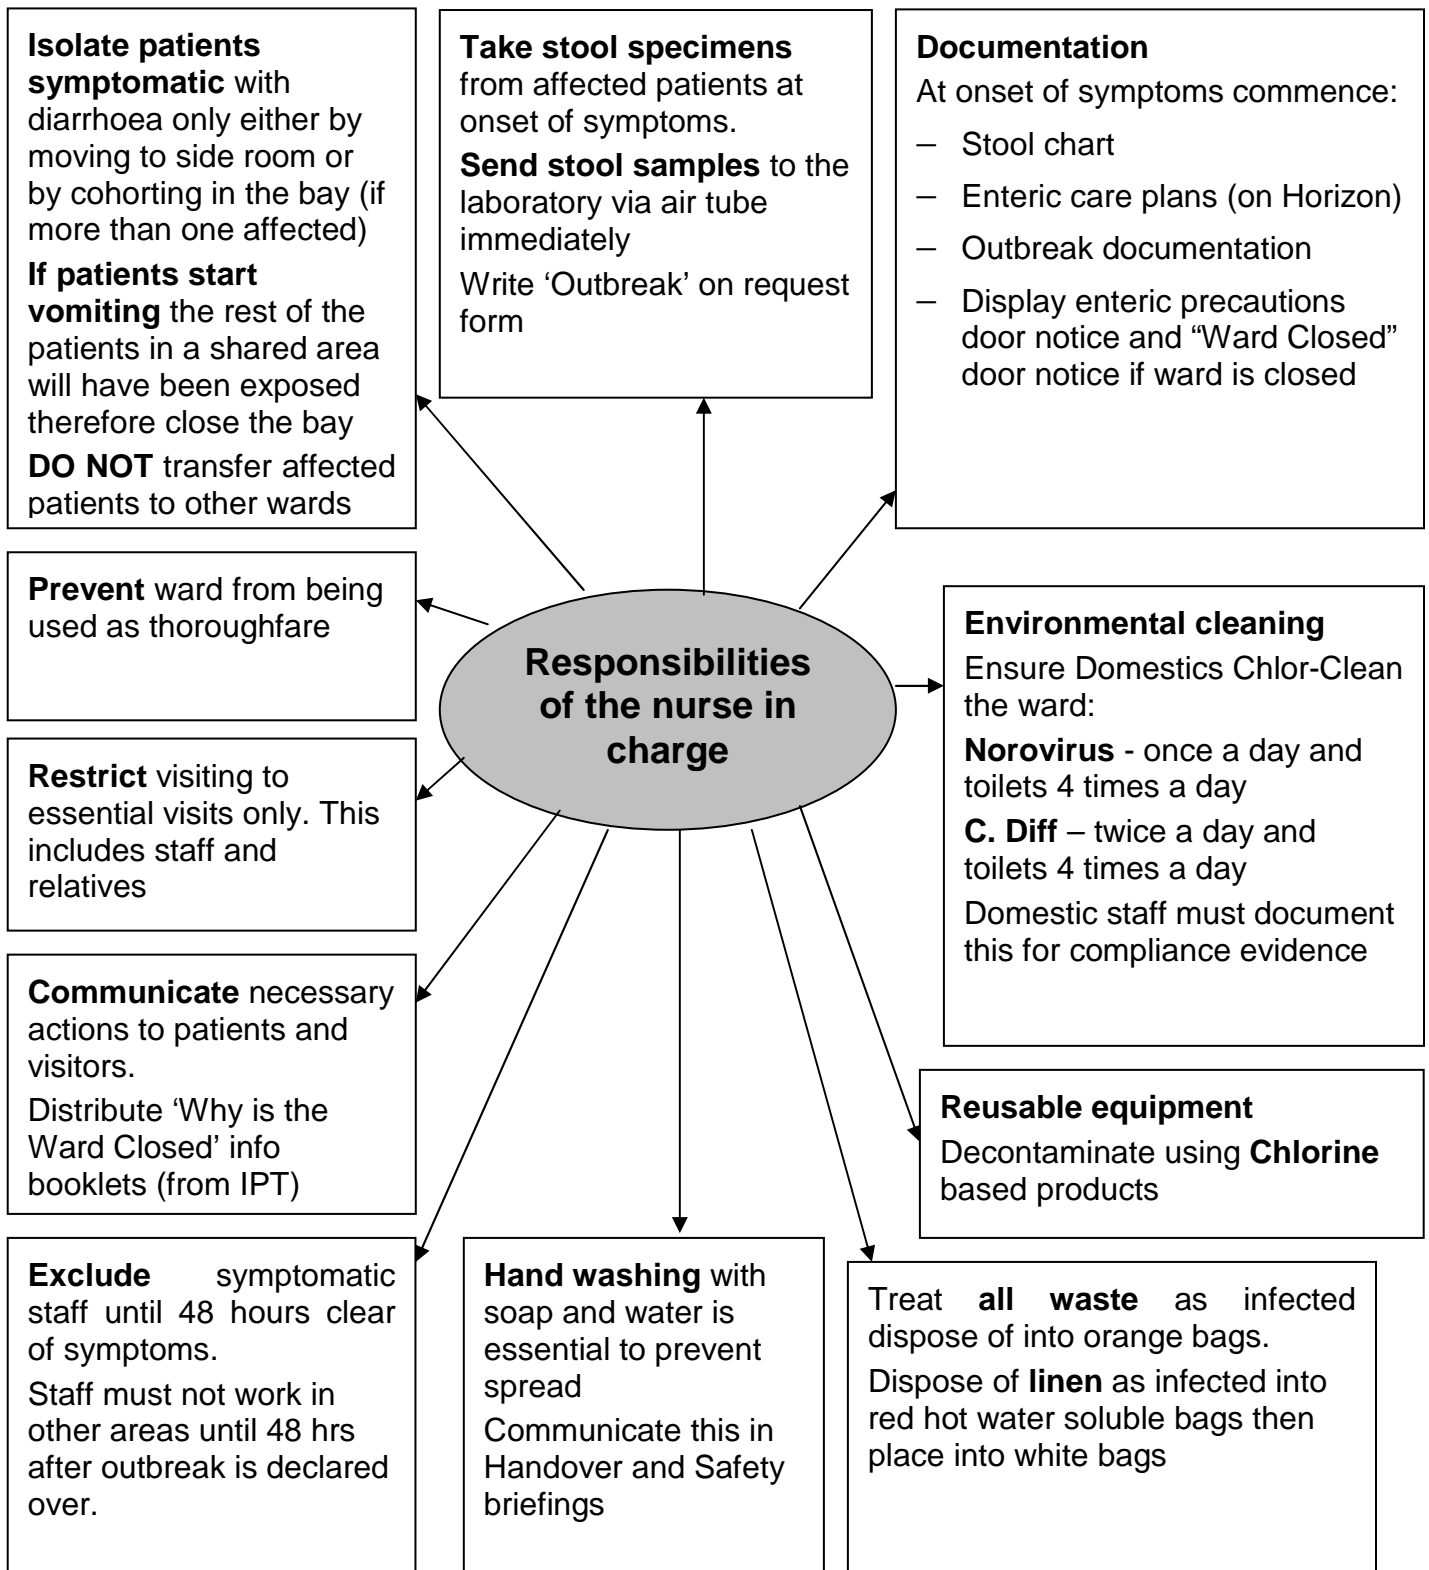 Isolate patients
symptomatic with
diarrhoea only either by
moving to side room or
by cohorting in the bay (if
more than one affected)
If patients start
vomiting the rest of the
patients in a shared area
will have been exposed
therefore close the bay
DO NOT transfer affected
patients to other wards
Take stool specimens
from affected patients at
onset of symptoms.
Send stool samples to the
laboratory via air tube
immediately
Write ‘Outbreak’ on request
form
Documentation
At onset of symptoms commence:
– Stool chart
– Enteric care plans (on Horizon)
– Outbreak documentation
– Display enteric precautions
door notice and “Ward Closed”
door notice if ward is closed
Prevent ward from being
used as thoroughfare
Responsibilities
of the nurse in
charge
Environmental cleaning
Ensure Domestics Chlor-Clean
the ward:
Norovirus - once a day and
toilets 4 times a day
C. Diff – twice a day and
toilets 4 times a day
Domestic staff must document
this for compliance evidence
Restrict visiting to
essential visits only. This
includes staff and
relatives
Communicate necessary
actions to patients and
visitors.
Distribute ‘Why is the
Ward Closed’ info
booklets (from IPT)
Reusable equipment
Decontaminate using Chlorine
based products
Exclude symptomatic
staff until 48 hours clear
of symptoms.
Staff must not work in
other areas until 48 hrs
after outbreak is declared
over.
Hand washing with
soap and water is
essential to prevent
spread
Communicate this in
Handover and Safety
briefings
Treat all waste as infected
dispose of into orange bags.
Dispose of linen as infected into
red hot water soluble bags then
place into white bags